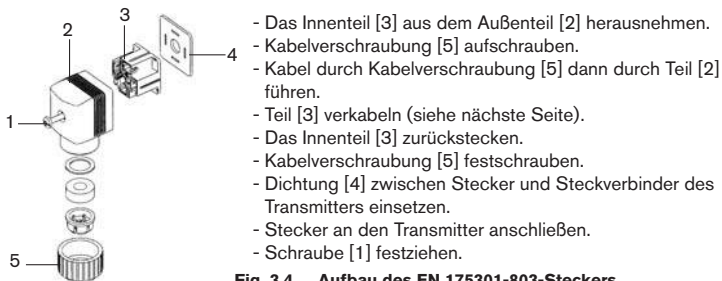 3
2
4
1
5
- Das Innenteil [3] aus dem Außenteil [2] herausnehmen.
- Kabelverschraubung [5] aufschrauben.
- Kabel durch Kabelverschraubung [5] dann durch Teil [2]
führen.
- Teil [3] verkabeln (siehe nächste Seite).
- Das Innenteil [3] zurückstecken.
- Kabelverschraubung [5] festschrauben.
- Dichtung [4] zwischen Stecker und Steckverbinder des
Transmitters einsetzen.
- Stecker an den Transmitter anschließen.
- Schraube [1] festziehen.
Fig. 3.4 Aufbau des EN 175301-803-Steckers